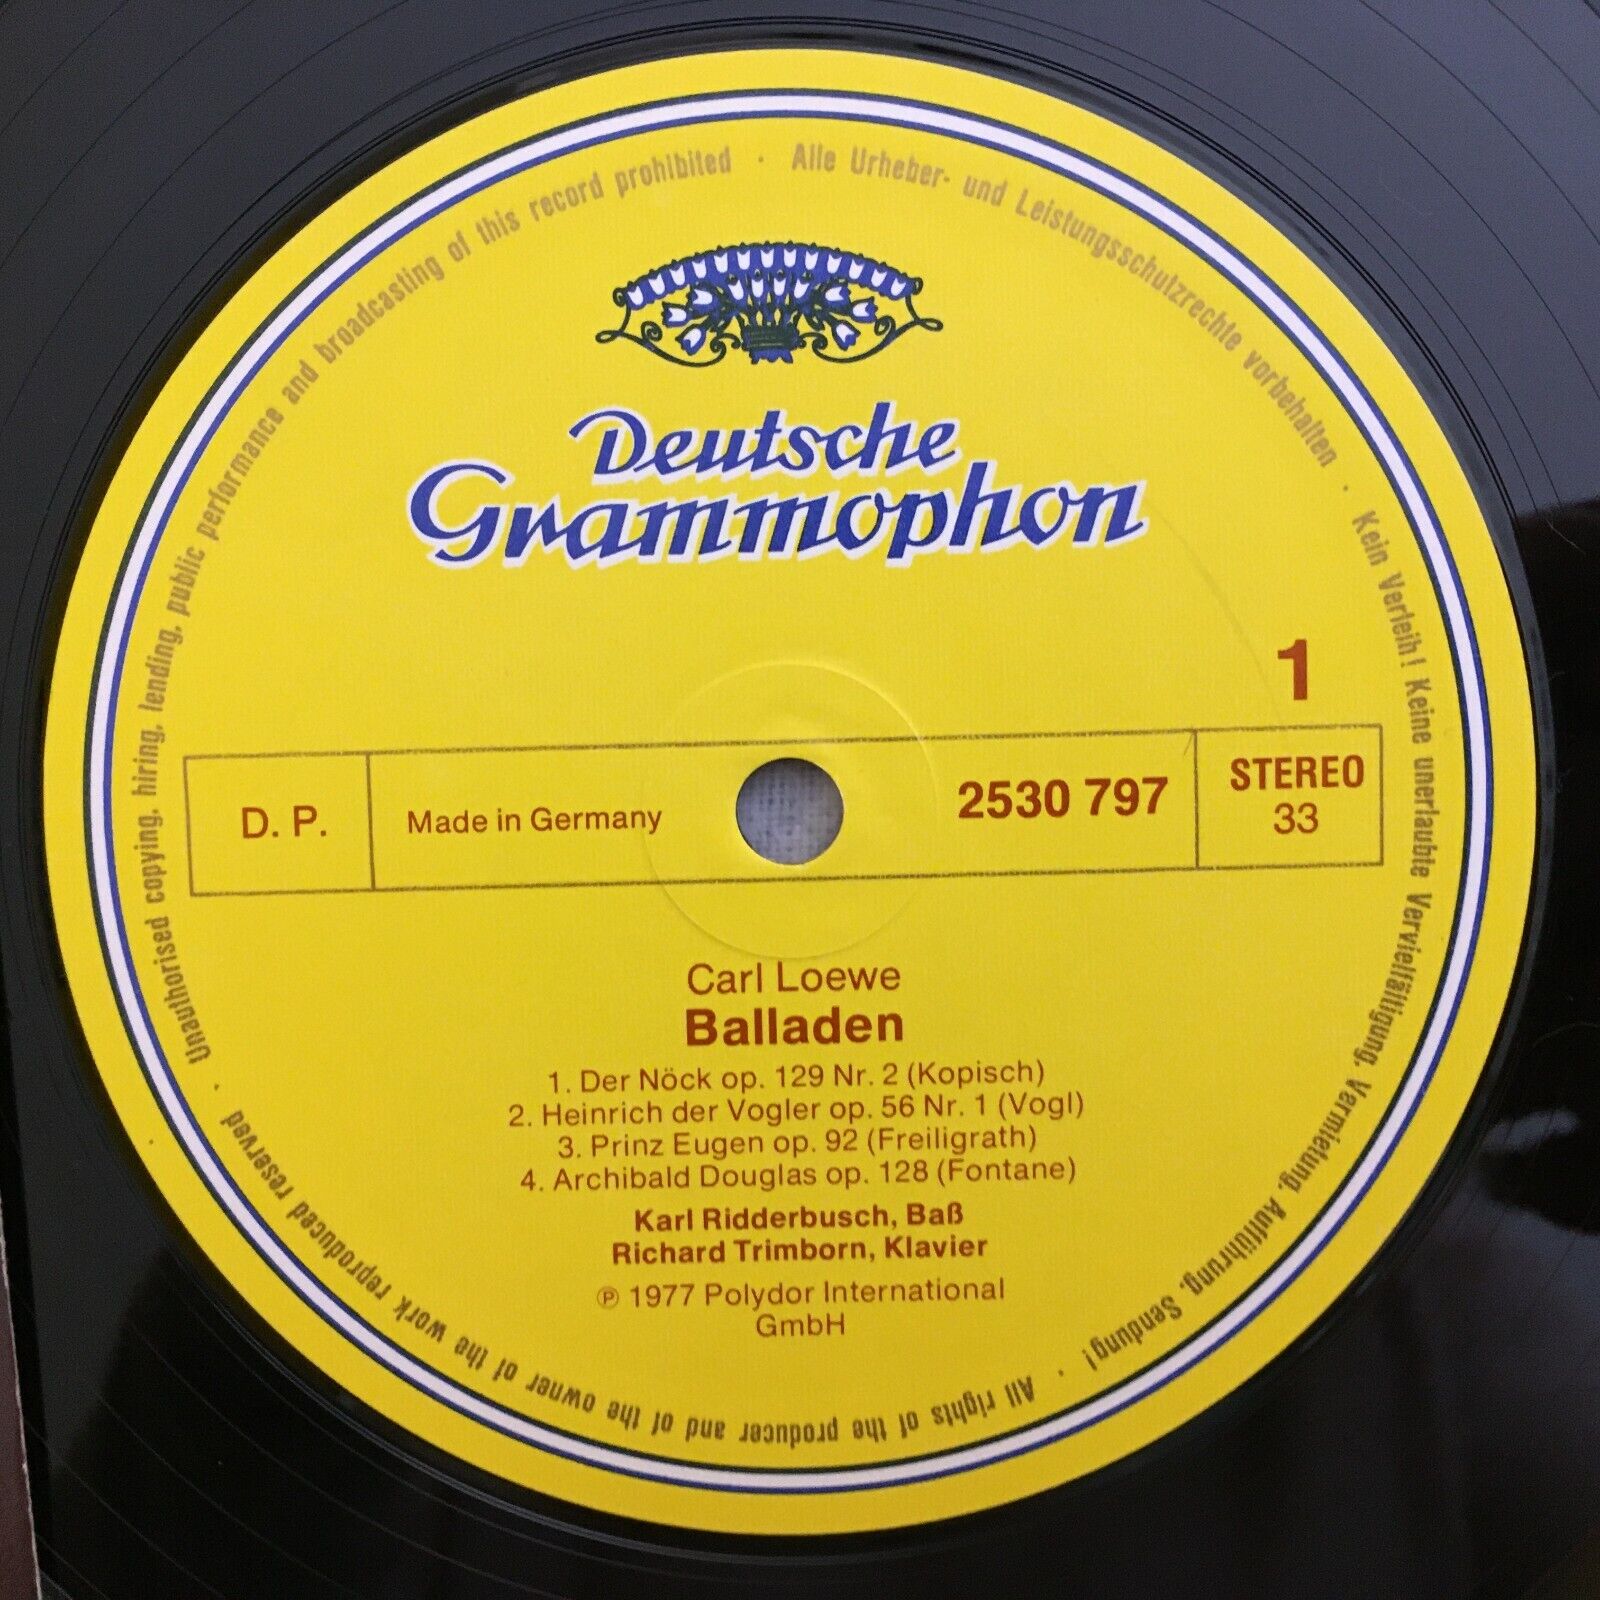 Deutsche
Grammophon
1
D. P.
Made in Germany
2530 797
STEREO
33
Carl Loewe
Balladen
1. Der Nöck op. 129 Nr. 2 (Kopisch)
2. Heinrich der Vogler op. 56 Nr. 1 (Vogl)
3. Prinz Eugen op. 92 (Freiligrath)
4. Archibald Douglas op. 128 (Fontane)
Karl Ridderbusch, Baß
Richard Trimborn, Klavier
℗ 1977 Polydor International
GmbH
Alle Urheber- und Leistungsschutzrechte vorbehalten · Kein Verleih! Keine unerlaubte Vervielfältigung, Vermietung, Aufführung, Sendung! · All rights of the producer and of the owner of the work reproduced reserved · Unauthorised copying, hiring, lending, public performance and broadcasting of this record prohibited ·